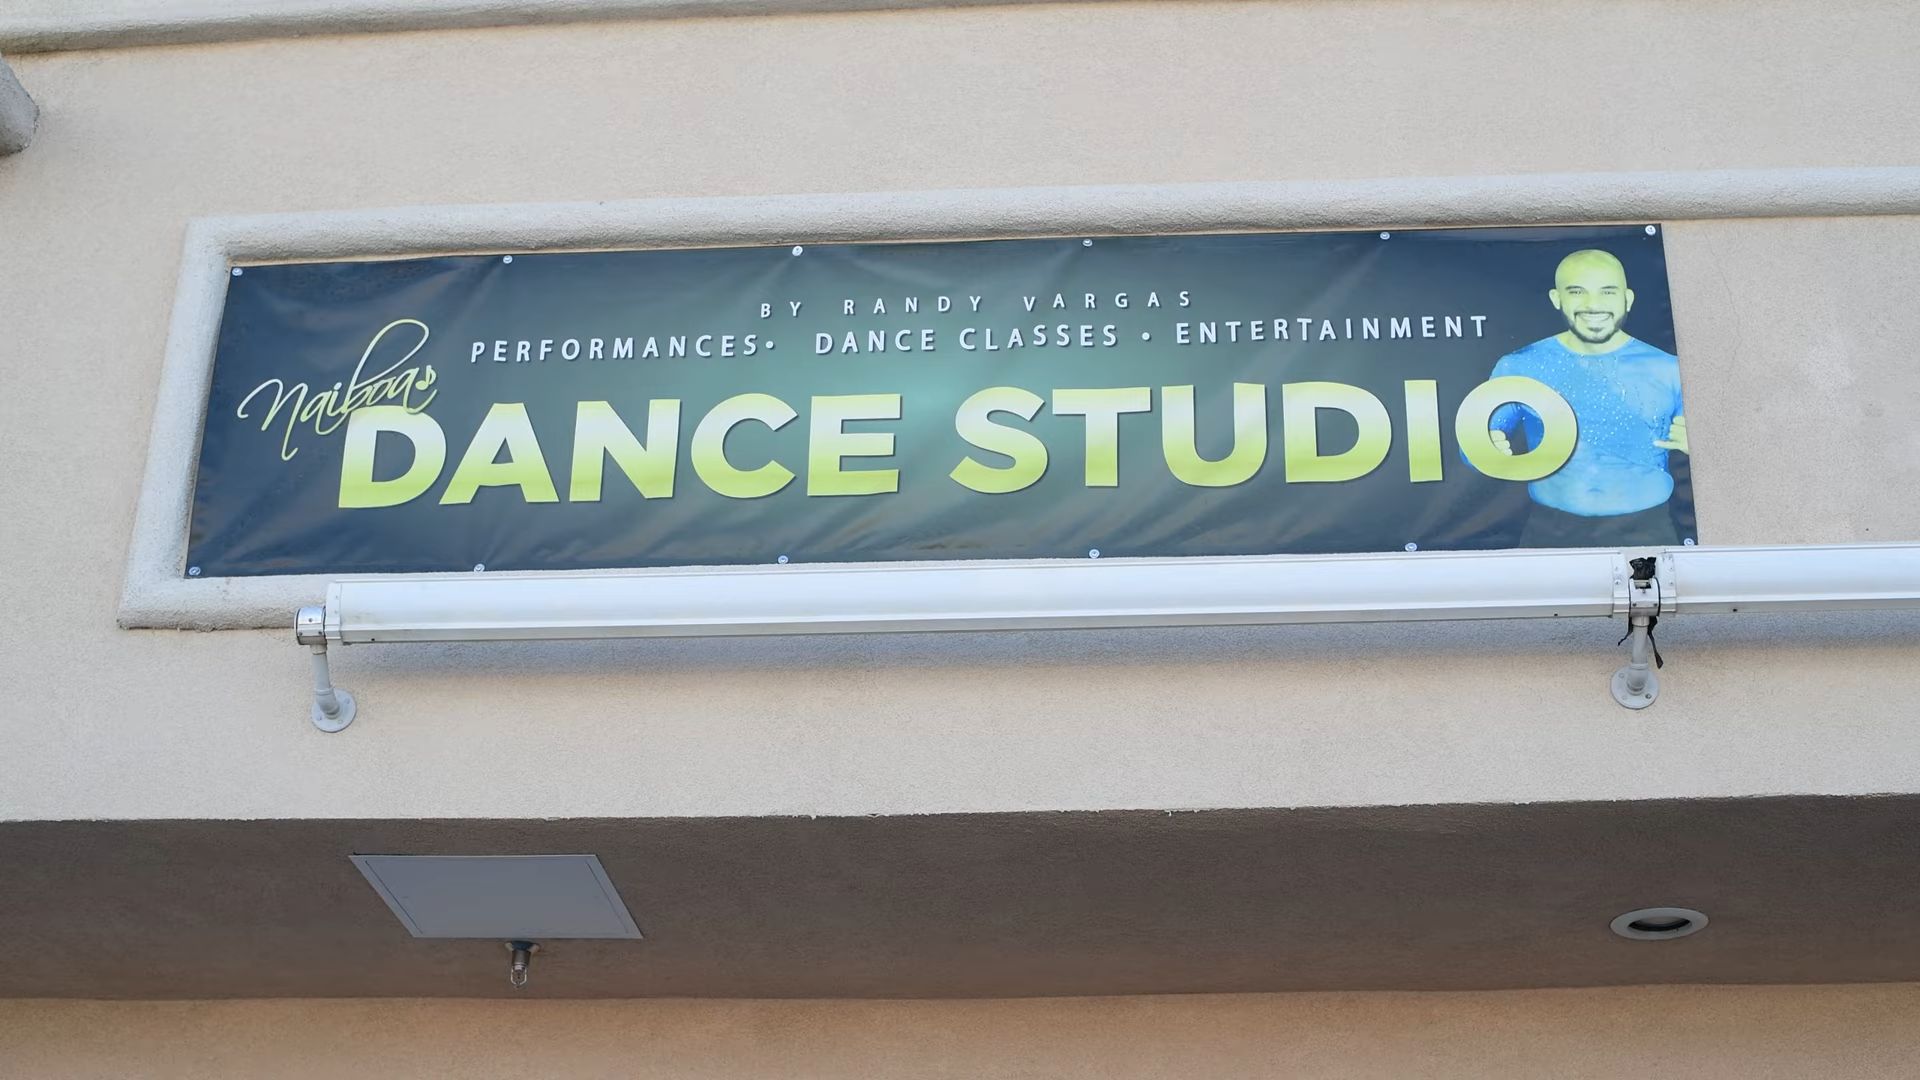 BY RANDY VARGAS
PERFORMANCES• DANCE CLASSES • ENTERTAINMENT
Naiboa
DANCE STUDIO